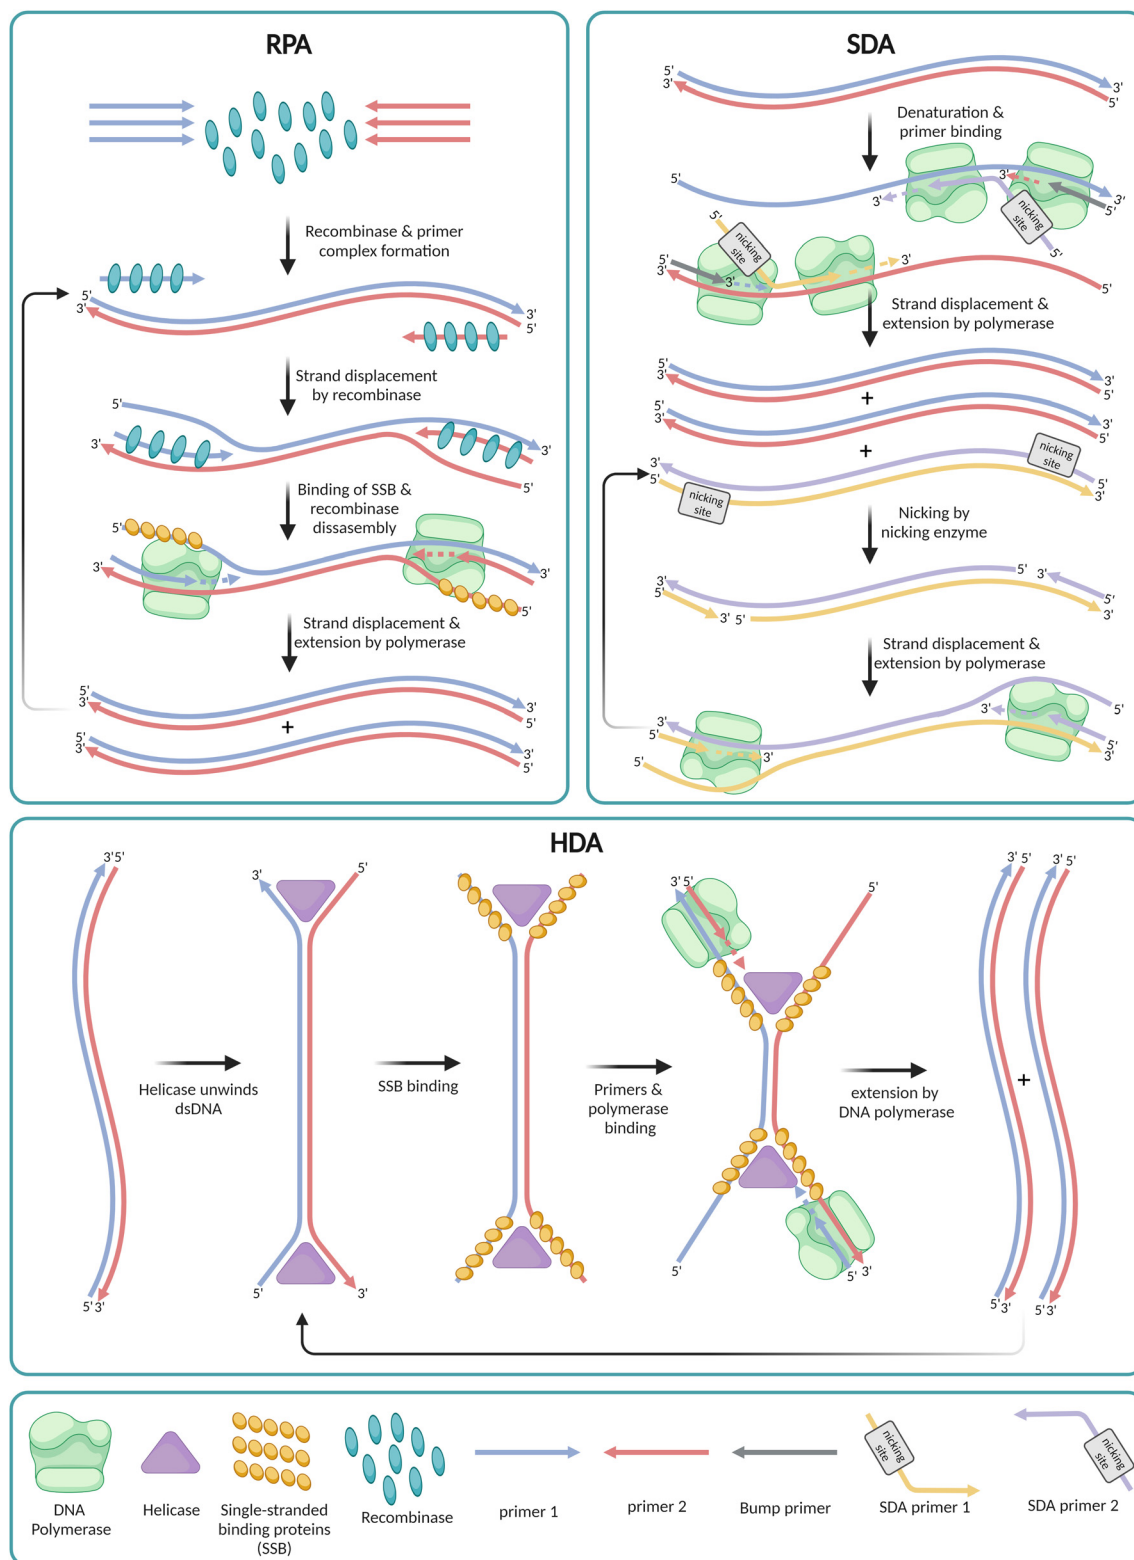 RPA
Recombinase & primer
complex formation
5'
3'
3'
5'
Strand displacement
by recombinase
5'
3'
3'
5'
Binding of SSB &
recombinase
dissasembly
5'
3'
3'
5'
Strand displacement &
extension by polymerase
5'
3'
3'
5'
+
5'
3'
3'
5'
SDA
5'
3'
3'
5'
Denaturation &
primer binding
5'
3'
3'
3'
5'
nicking
site
5'
5'
nicking
site
5'
3'
3'
3'
5'
Strand displacement &
extension by polymerase
5'
3'
3'
5'
+
5'
3'
3'
5'
+
3'
5'
nicking
site
nicking
site
5'
3'
Nicking by
nicking enzyme
3'
5'
3' 5'
5' 3'
5'
3'
Strand displacement &
extension by polymerase
3'
5'
5'
3'
3'
5'
5'
3'
HDA
3'5'
5'3'
Helicase unwinds
dsDNA
3'
5'
5'
3'
SSB binding
Primers &
polymerase
binding
3'5'
5'
5'
5' 3'
extension by
DNA polymerase
3' 5'
3' 5'
+
5'3'
5'3'
DNA
Polymerase
Helicase
Single-stranded
binding proteins
(SSB)
Recombinase
primer 1
primer 2
Bump primer
nicking
site
SDA primer 1
nicking
site
SDA primer 2